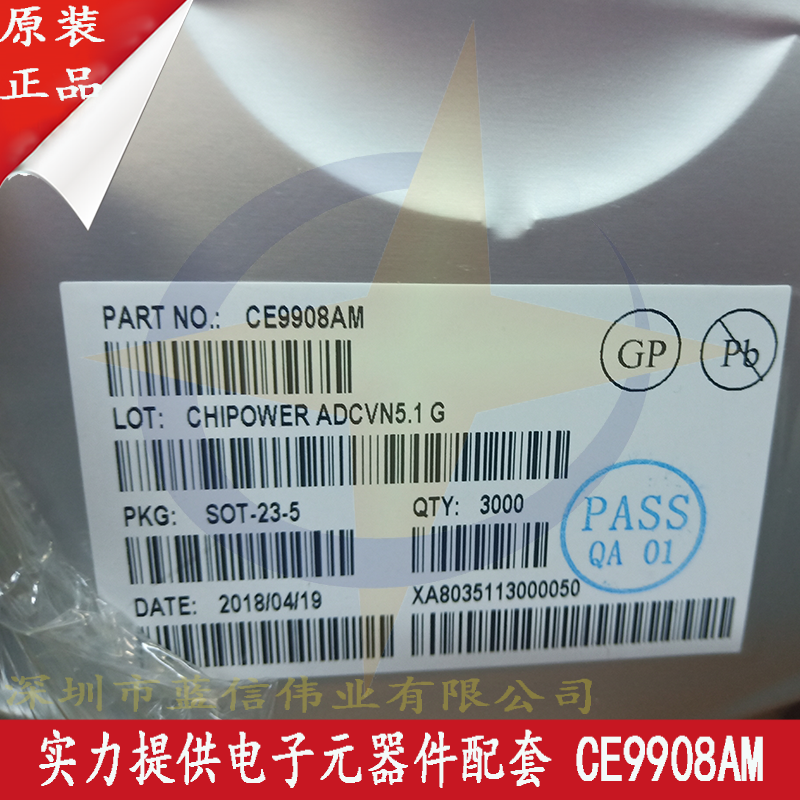 原装
正品
PART NO.: CE9908AM
GP
Pb
LOT: CHIPOWER ADCVN5.1 G
PKG: SOT-23-5
QTY: 3000
PASS
QA 01
DATE: 2018/04/19
XA8035113000050
深圳市蓝信伟业有限公司
实力提供电子元器件配套 CE9908AM